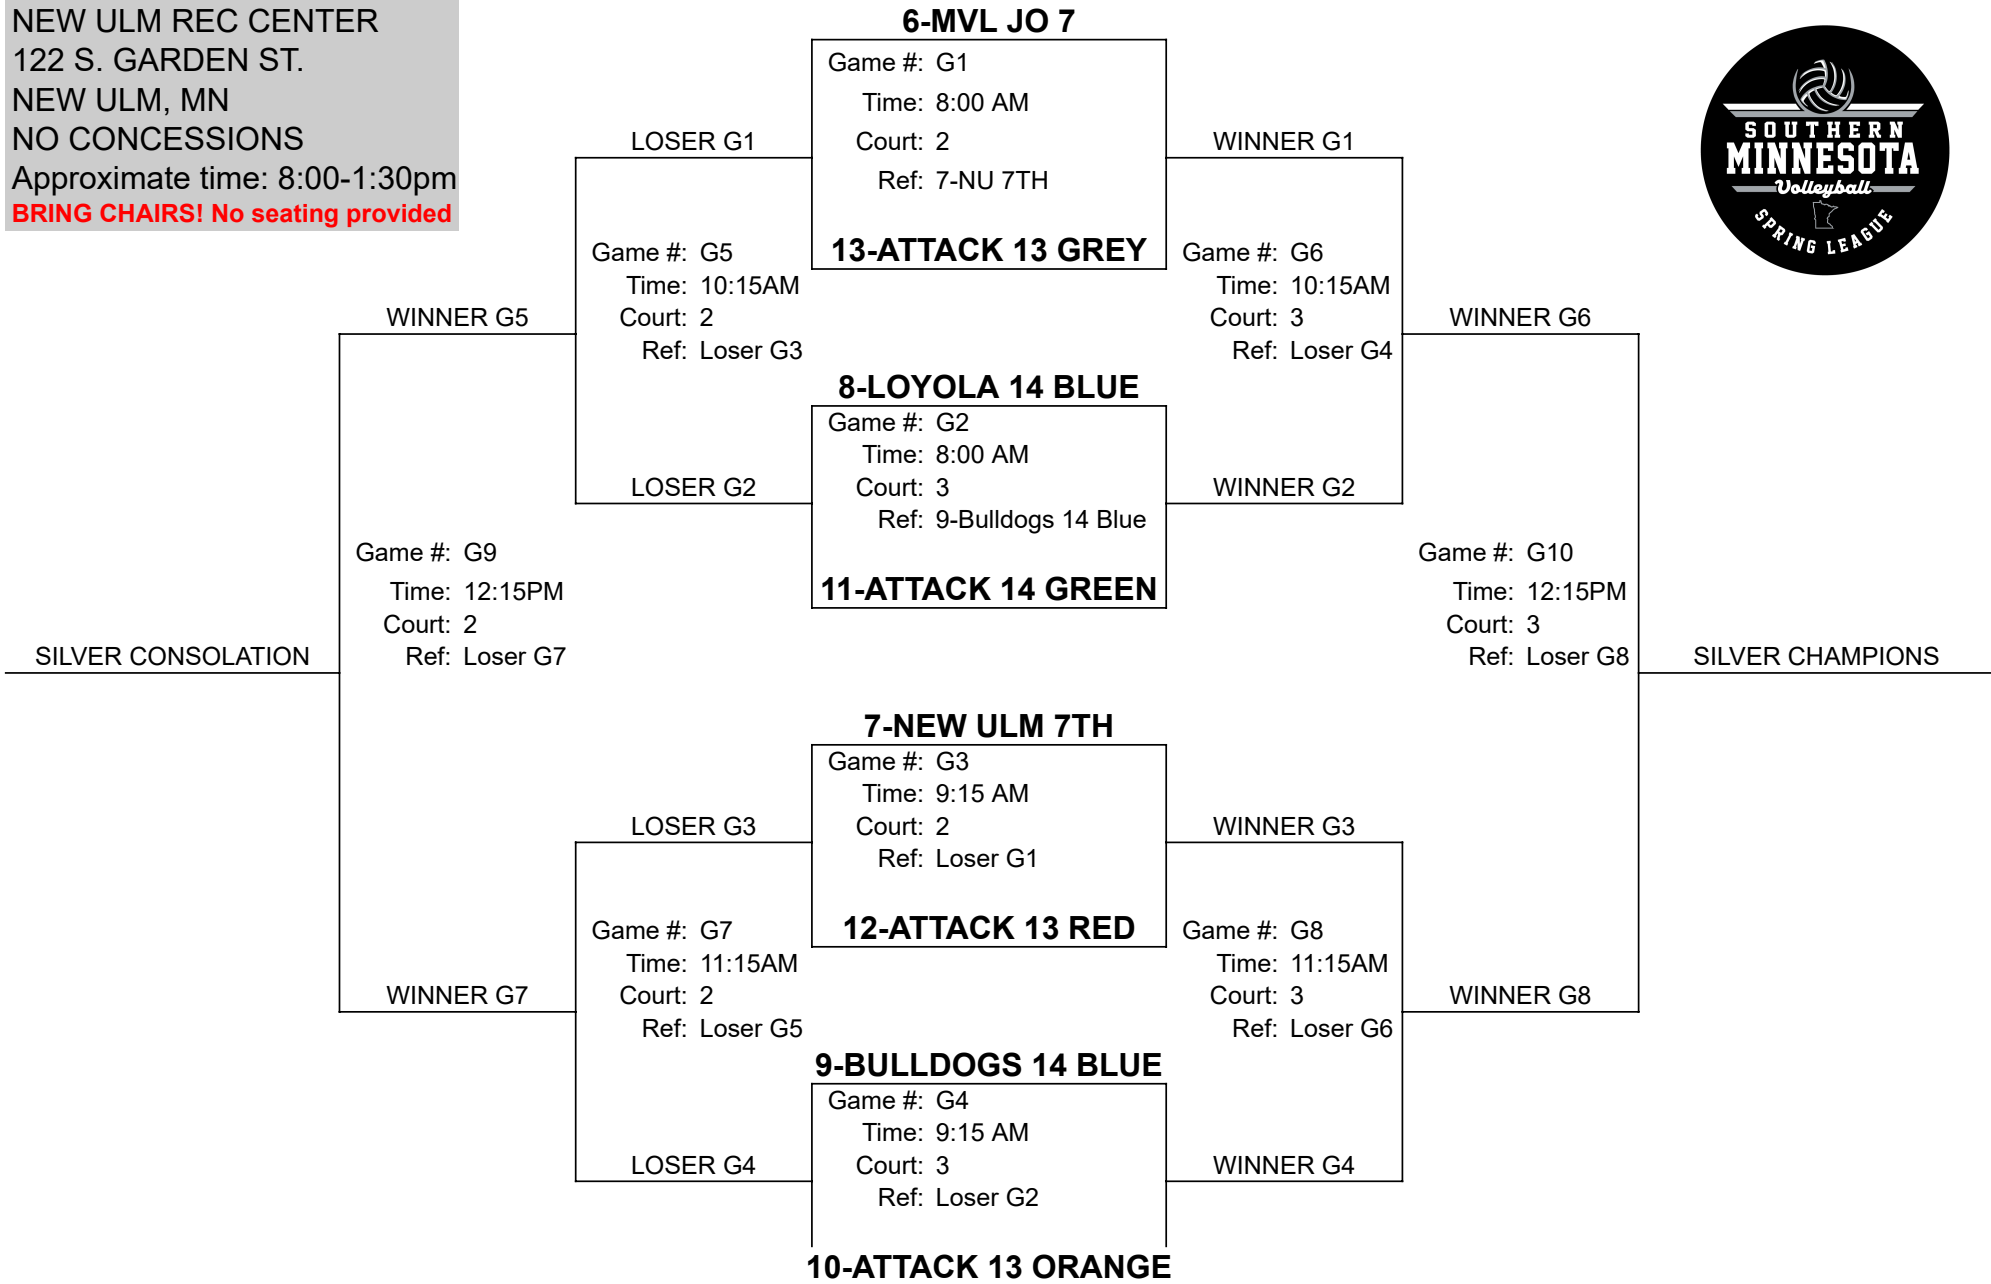 NEW ULM REC CENTER
122 S. GARDEN ST.
NEW ULM, MN
NO CONCESSIONS
Approximate time: 8:00-1:30pm
BRING CHAIRS! No seating provided
SOUTHERN
MINNESOTA
Volleyball
SPRING LEAGUE
6-MVL JO 7
Game #: G1
Time: 8:00 AM
Court: 2
Ref: 7-NU 7TH
13-ATTACK 13 GREY
LOSER G1
WINNER G1
Game #: G5
Time: 10:15AM
Court: 2
Ref: Loser G3
Game #: G6
Time: 10:15AM
Court: 3
Ref: Loser G4
WINNER G5
WINNER G6
8-LOYOLA 14 BLUE
Game #: G2
Time: 8:00 AM
Court: 3
Ref: 9-Bulldogs 14 Blue
11-ATTACK 14 GREEN
LOSER G2
WINNER G2
Game #: G9
Time: 12:15PM
Court: 2
Ref: Loser G7
Game #: G10
Time: 12:15PM
Court: 3
Ref: Loser G8
SILVER CONSOLATION
SILVER CHAMPIONS
7-NEW ULM 7TH
Game #: G3
Time: 9:15 AM
Court: 2
Ref: Loser G1
12-ATTACK 13 RED
LOSER G3
WINNER G3
Game #: G7
Time: 11:15AM
Court: 2
Ref: Loser G5
Game #: G8
Time: 11:15AM
Court: 3
Ref: Loser G6
WINNER G7
WINNER G8
9-BULLDOGS 14 BLUE
Game #: G4
Time: 9:15 AM
Court: 3
Ref: Loser G2
LOSER G4
WINNER G4
10-ATTACK 13 ORANGE